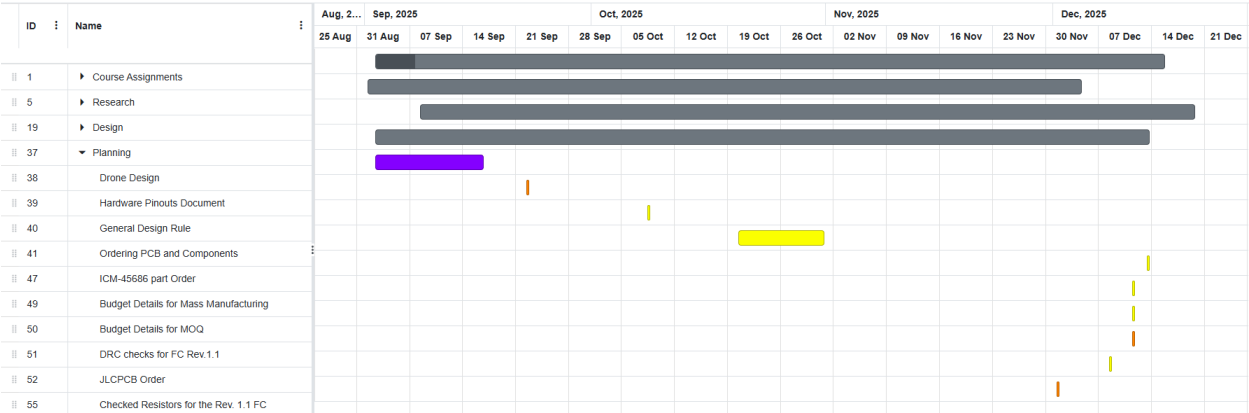 Aug, 2... Sep, 2025 Oct, 2025 Nov, 2025 Dec, 2025
ID Name
25 Aug 31 Aug 07 Sep 14 Sep 21 Sep 28 Sep 05 Oct 12 Oct 19 Oct 26 Oct 02 Nov 09 Nov 16 Nov 23 Nov 30 Nov 07 Dec 14 Dec 21 Dec
1 Course Assignments
5 Research
19 Design
37 Planning
38 Drone Design
39 Hardware Pinouts Document
40 General Design Rule
41 Ordering PCB and Components
47 ICM-45686 part Order
49 Budget Details for Mass Manufacturing
50 Budget Details for MOQ
51 DRC checks for FC Rev.1.1
52 JLCPCB Order
55 Checked Resistors for the Rev. 1.1 FC